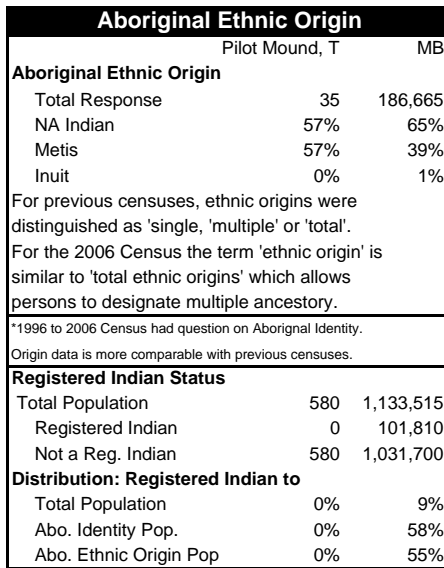 Aboriginal Ethnic Origin
Pilot Mound, T MB
Aboriginal Ethnic Origin
Total Response 35 186,665
NA Indian 57% 65%
Metis 57% 39%
Inuit 0% 1%
For previous censuses, ethnic origins were
distinguished as 'single, 'multiple' or 'total'.
For the 2006 Census the term 'ethnic origin' is
similar to 'total ethnic origins' which allows
persons to designate multiple ancestory.
*1996 to 2006 Census had question on Aborignal Identity.
Origin data is more comparable with previous censuses.
Registered Indian Status
Total Population 580 1,133,515
Registered Indian 0 101,810
Not a Reg. Indian 580 1,031,700
Distribution: Registered Indian to
Total Population 0% 9%
Abo. Identity Pop. 0% 58%
Abo. Ethnic Origin Pop 0% 55%